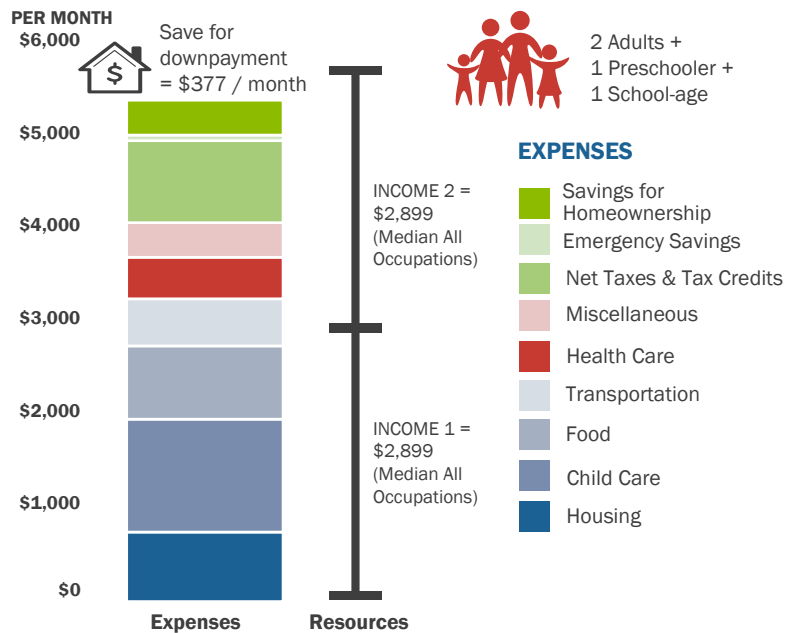 PER MONTH
$6,000
$5,000
$4,000
$3,000
$2,000
$1,000
$0
Save for
downpayment
= $377 / month
$
INCOME 2 =
$2,899
(Median All
Occupations)
INCOME 1 =
$2,899
(Median All
Occupations)
Expenses
Resources
2 Adults +
1 Preschooler +
1 School-age
EXPENSES
Savings for
Homeownership
Emergency Savings
Net Taxes & Tax Credits
Miscellaneous
Health Care
Transportation
Food
Child Care
Housing